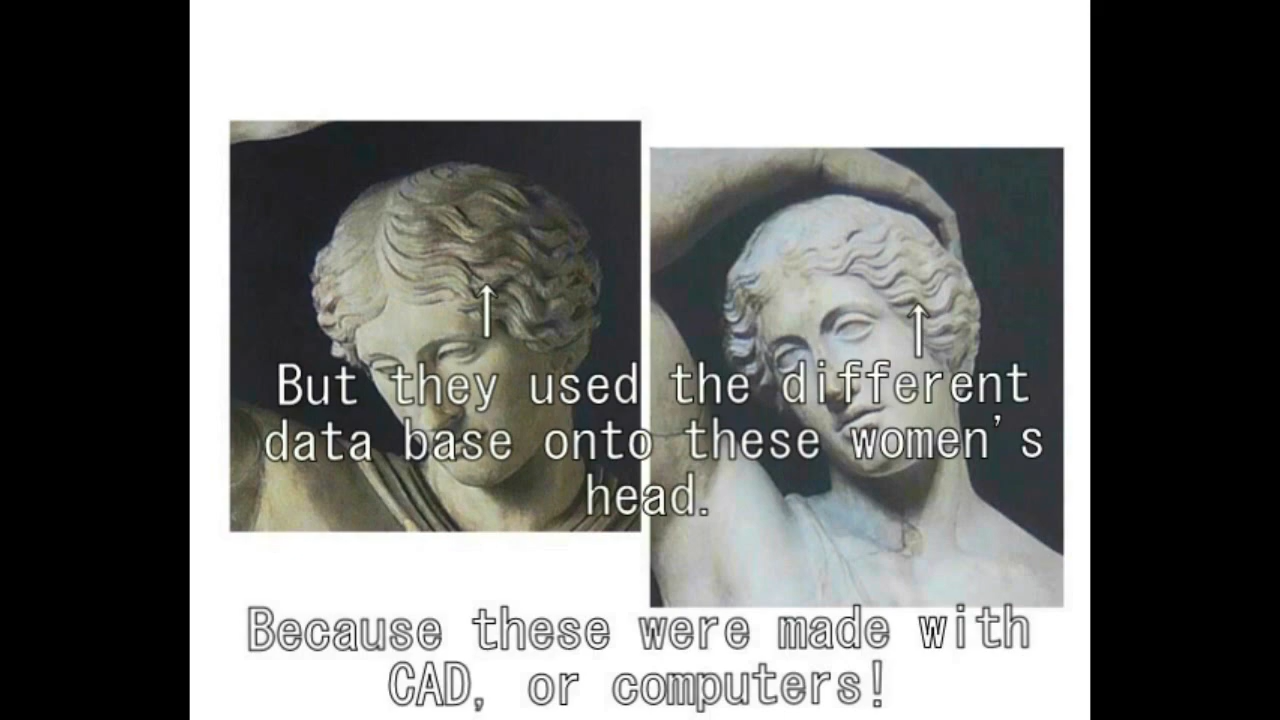 But they used the different
data base onto these women's
head.
Because these were made with
CAD, or computers!